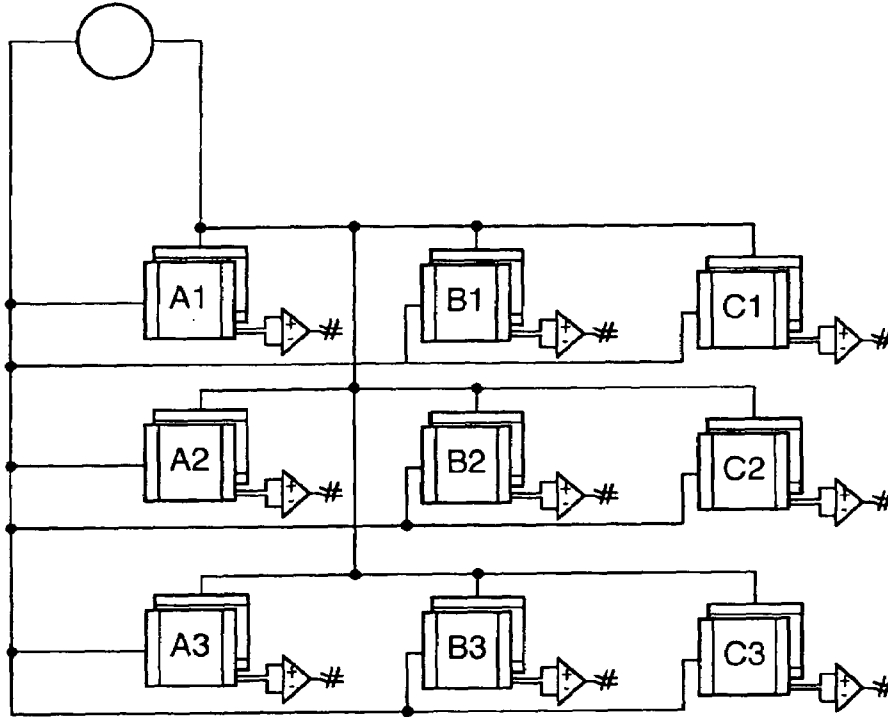 A1 B1 C1
+ + +
- - -
# # #
A2 B2 C2
+ + +
- - -
# # #
A3 B3 C3
+ + +
- - -
# # #